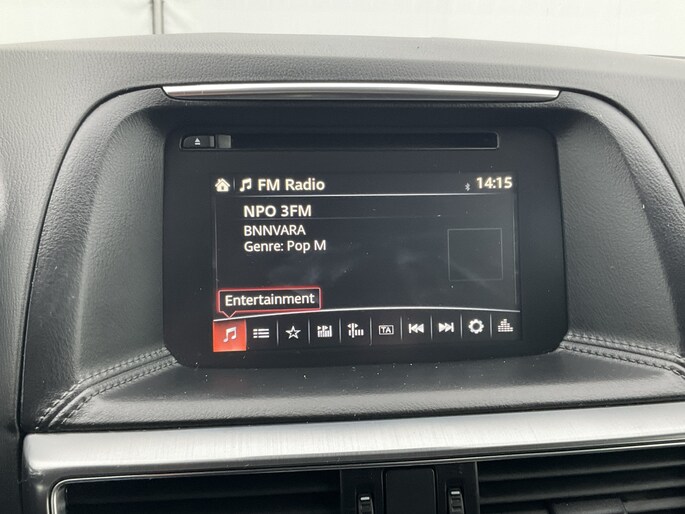 FM Radio 14:15
NPO 3FM
BNNVARA
Genre: Pop M
Entertainment
TA